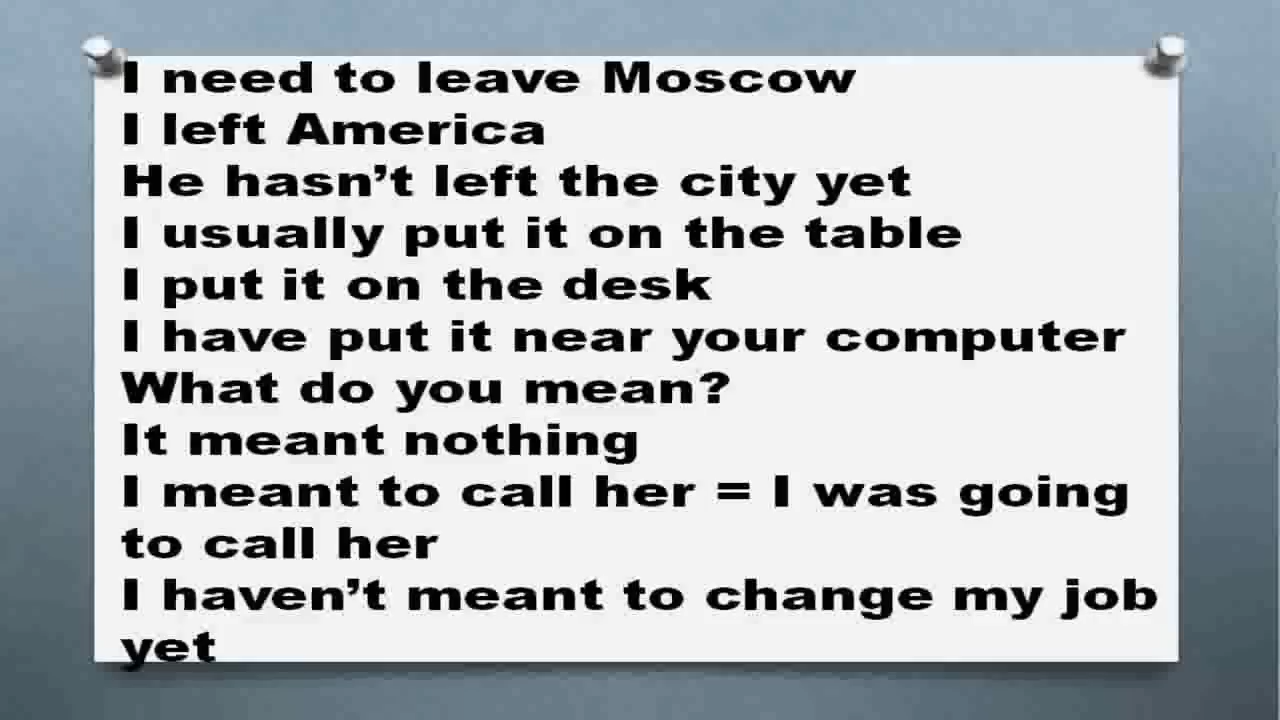 I need to leave Moscow
I left America
He hasn’t left the city yet
I usually put it on the table
I put it on the desk
I have put it near your computer
What do you mean?
It meant nothing
I meant to call her = I was going
to call her
I haven’t meant to change my job
yet